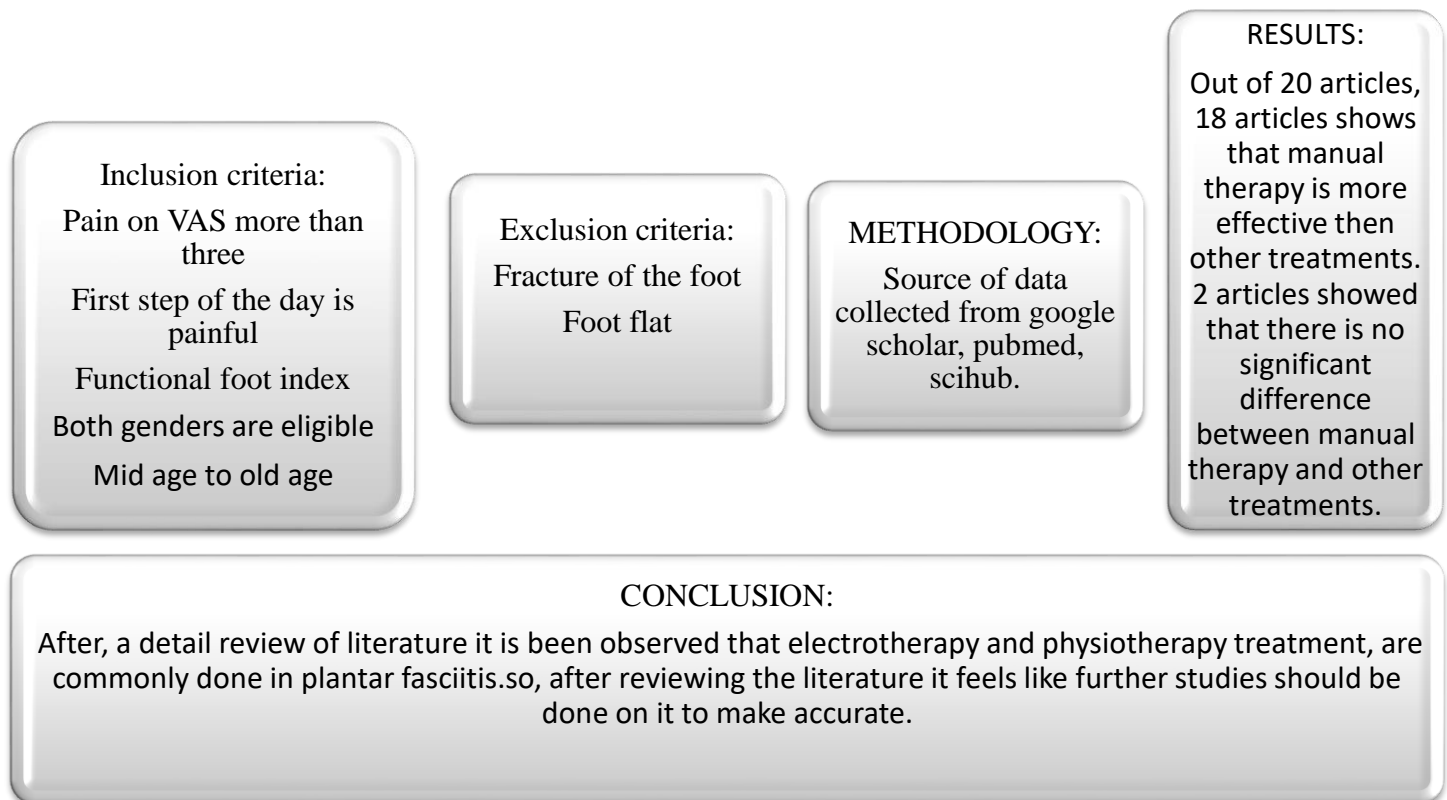 Inclusion criteria:
Pain on VAS more than
three
First step of the day is
painful
Functional foot index
Both genders are eligible
Mid age to old age
Exclusion criteria:
Fracture of the foot
Foot flat
METHODOLOGY:
Source of data
collected from google
scholar, pubmed,
scihub.
RESULTS:
Out of 20 articles,
18 articles shows
that manual
therapy is more
effective then
other treatments.
2 articles showed
that there is no
significant
difference
between manual
therapy and other
treatments.
CONCLUSION:
After, a detail review of literature it is been observed that electrotherapy and physiotherapy treatment, are
commonly done in plantar fasciitis.so, after reviewing the literature it feels like further studies should be
done on it to make accurate.